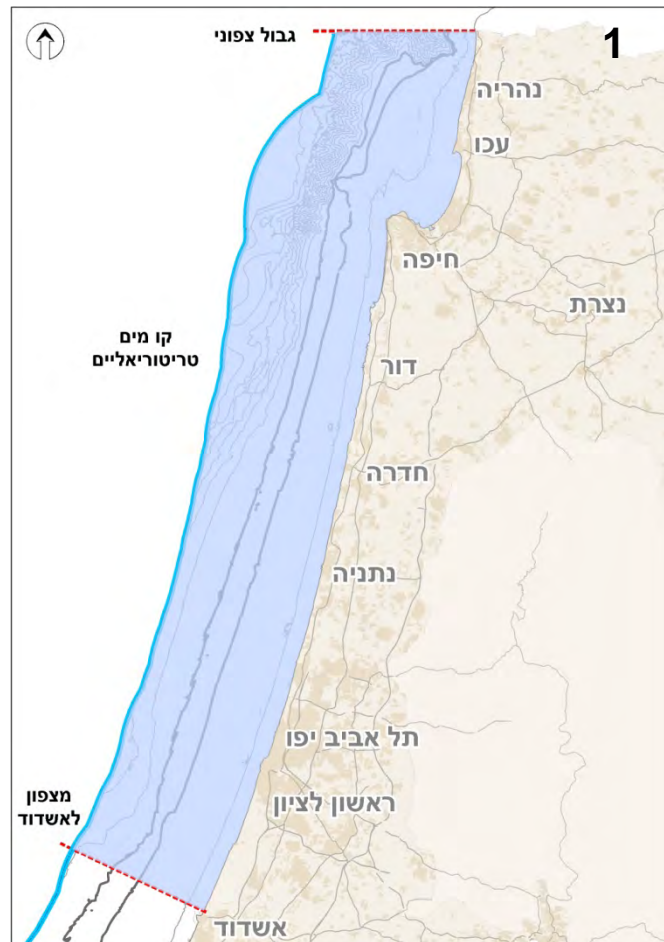 1
גבול צפוני
נהריה
עכו
חיפה
נצרת
קו מים
טריטוריאליים
דור
חדרה
נתניה
תל אביב יפו
מצפון
לאשדוד
ראשון לציון
אשדוד